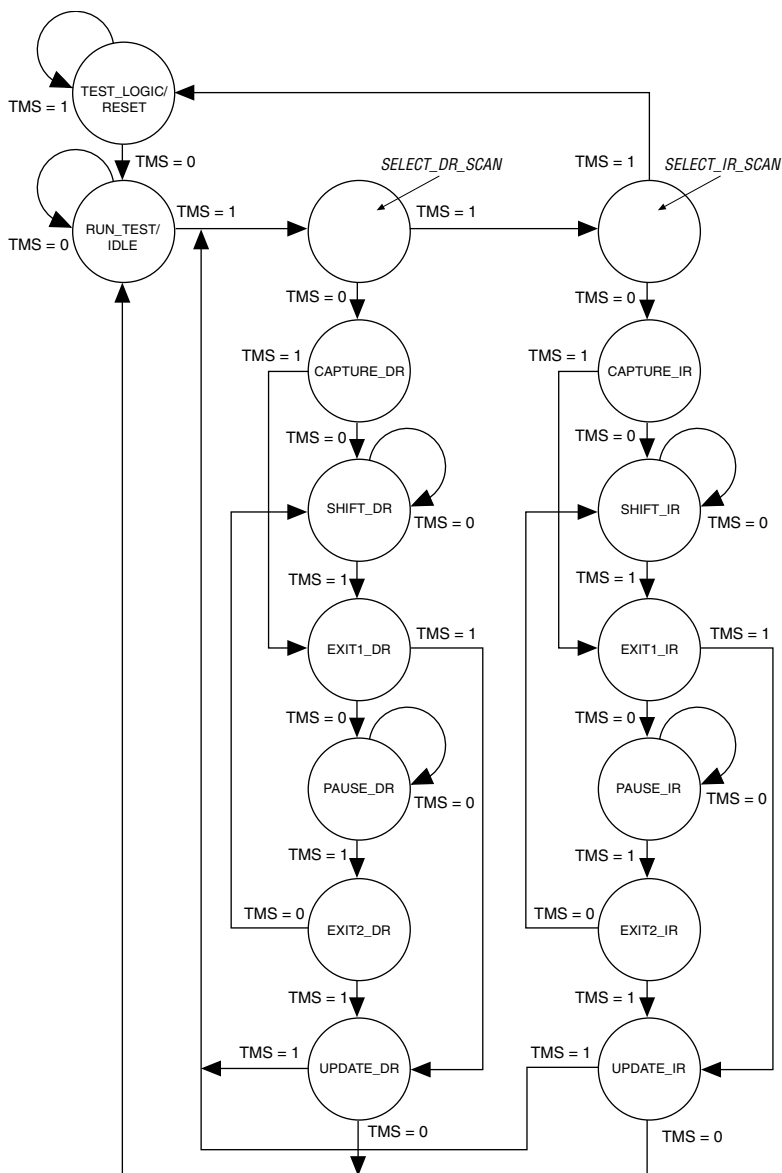 TEST_LOGIC/
RESET
TMS = 1
TMS = 0
SELECT_DR_SCAN
TMS = 1
SELECT_IR_SCAN
TMS = 1
TMS = 1
RUN_TEST/
IDLE
TMS = 0
TMS = 0
TMS = 0
TMS = 1
CAPTURE_DR
TMS = 1
CAPTURE_IR
TMS = 0
TMS = 0
SHIFT_DR
TMS = 0
SHIFT_IR
TMS = 0
TMS = 1
TMS = 1
EXIT1_DR
TMS = 1
EXIT1_IR
TMS = 1
TMS = 0
TMS = 0
PAUSE_DR
TMS = 0
PAUSE_IR
TMS = 0
TMS = 1
TMS = 1
TMS = 0
EXIT2_DR
TMS = 0
EXIT2_IR
TMS = 1
TMS = 1
TMS = 1
UPDATE_DR
TMS = 1
UPDATE_IR
TMS = 0
TMS = 0